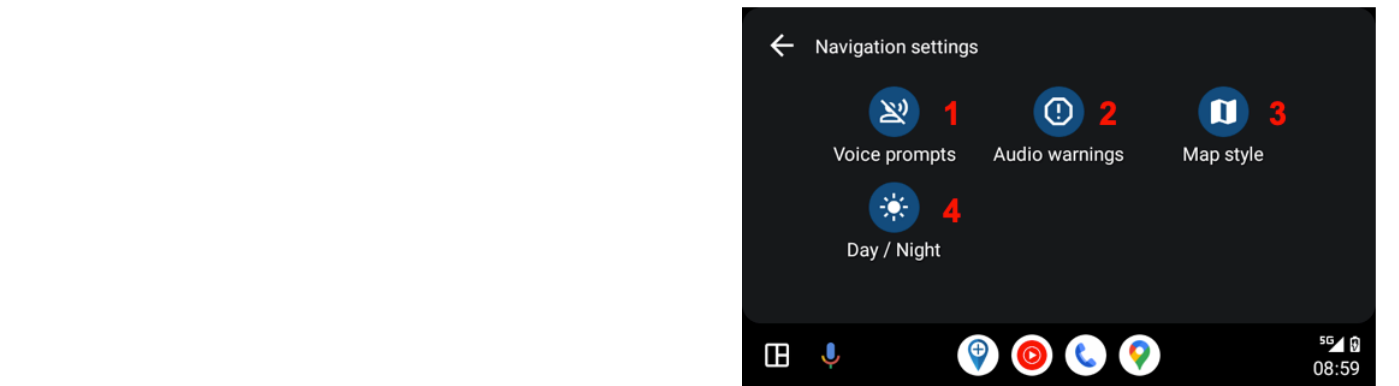 Navigation settings
1 2 3
Voice prompts Audio warnings Map style
4
Day / Night
5G
08:59